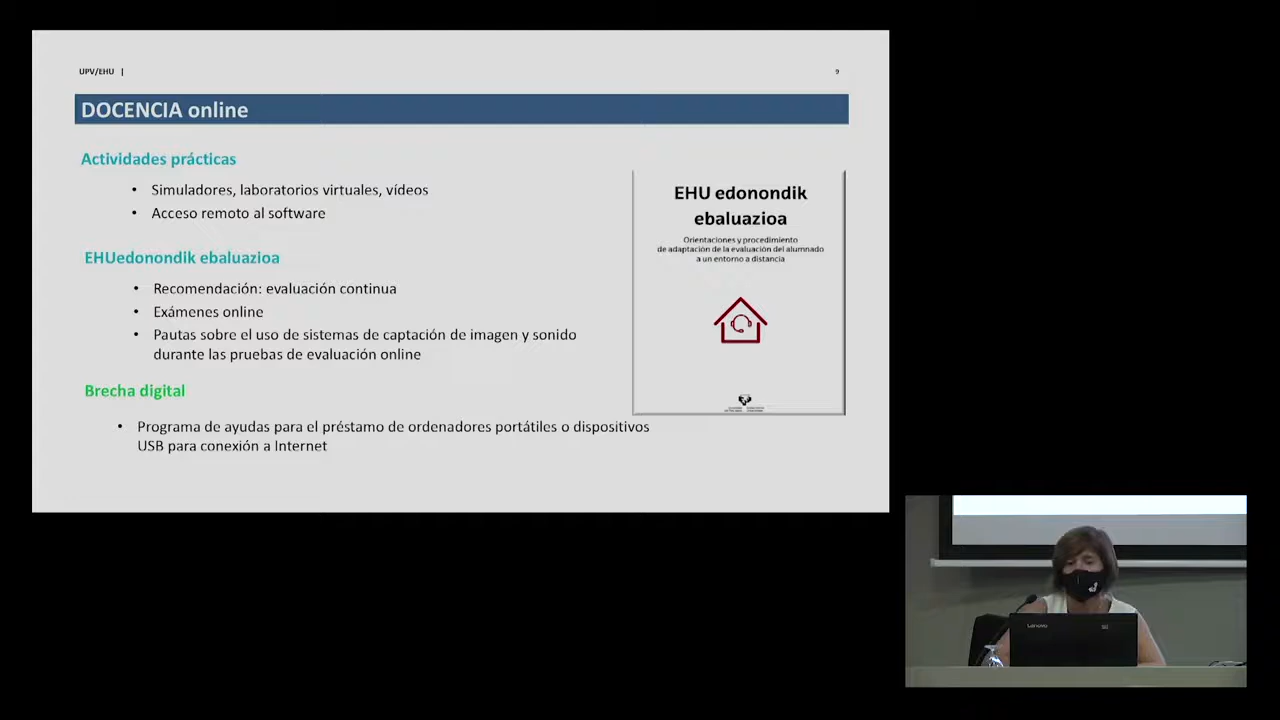 UPV/EHU |
9
DOCENCIA online
Actividades prácticas
• Simuladores, laboratorios virtuales, vídeos
• Acceso remoto al software
EHUedonondik ebaluazioa
• Recomendación: evaluación continua
• Exámenes online
• Pautas sobre el uso de sistemas de captación de imagen y sonido
durante las pruebas de evaluación online
Brecha digital
• Programa de ayudas para el préstamo de ordenadores portátiles o dispositivos
USB para conexión a Internet
EHU edonondik
ebaluazioa
Orientaciones y procedimiento
de adaptación de la evaluación del alumnado
a un entorno a distancia
Lenovo